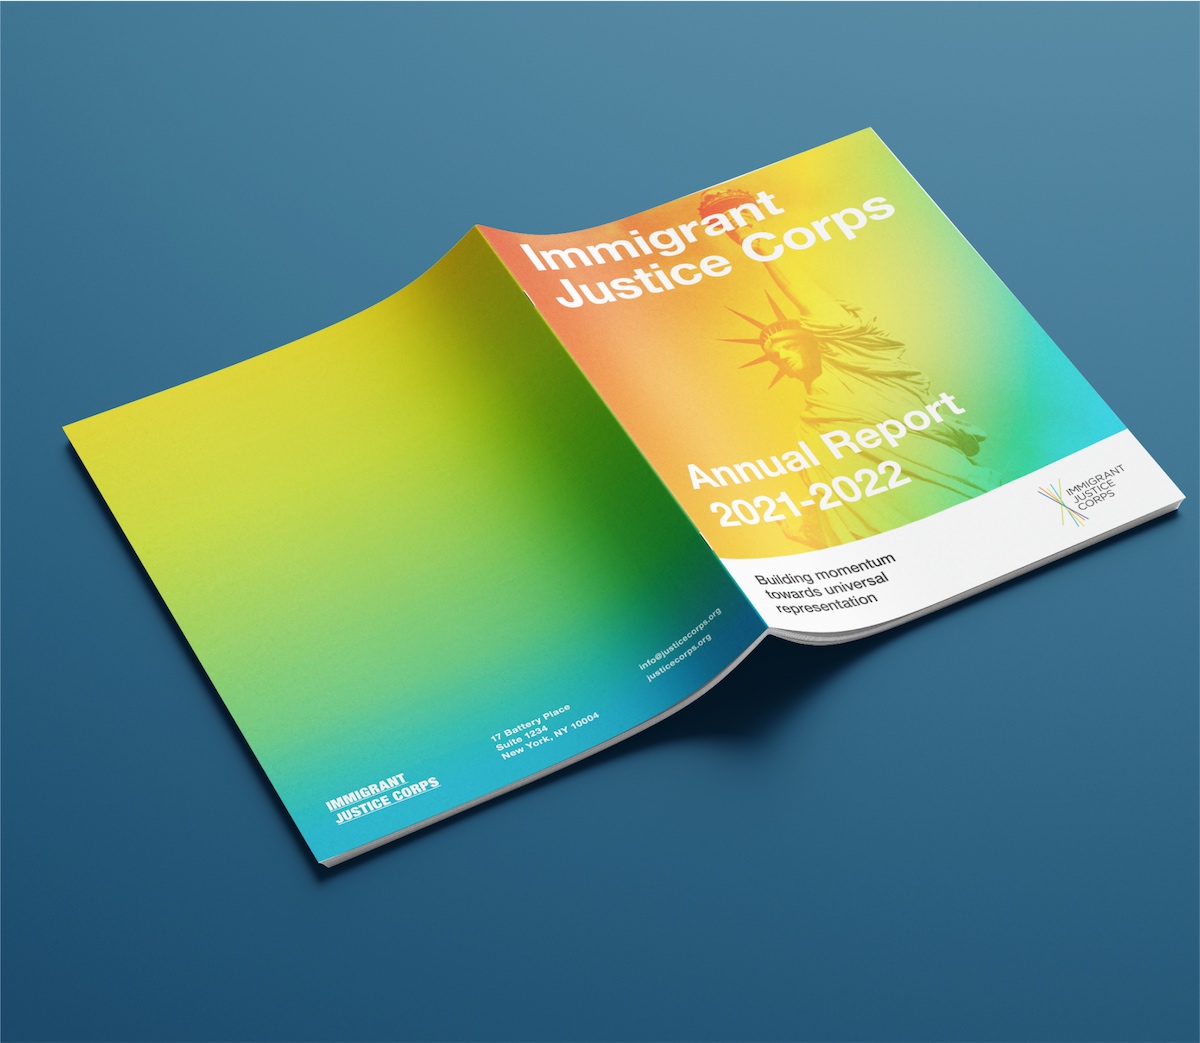 Immigrant
Justice Corps
Annual Report
2021-2022
Building momentum
towards universal
representation
IMMIGRANT
JUSTICE
CORPS
info@justicecorps.org
justicecorps.org
17 Battery Place
Suite 1234
New York, NY 10004
IMMIGRANT
JUSTICE CORPS